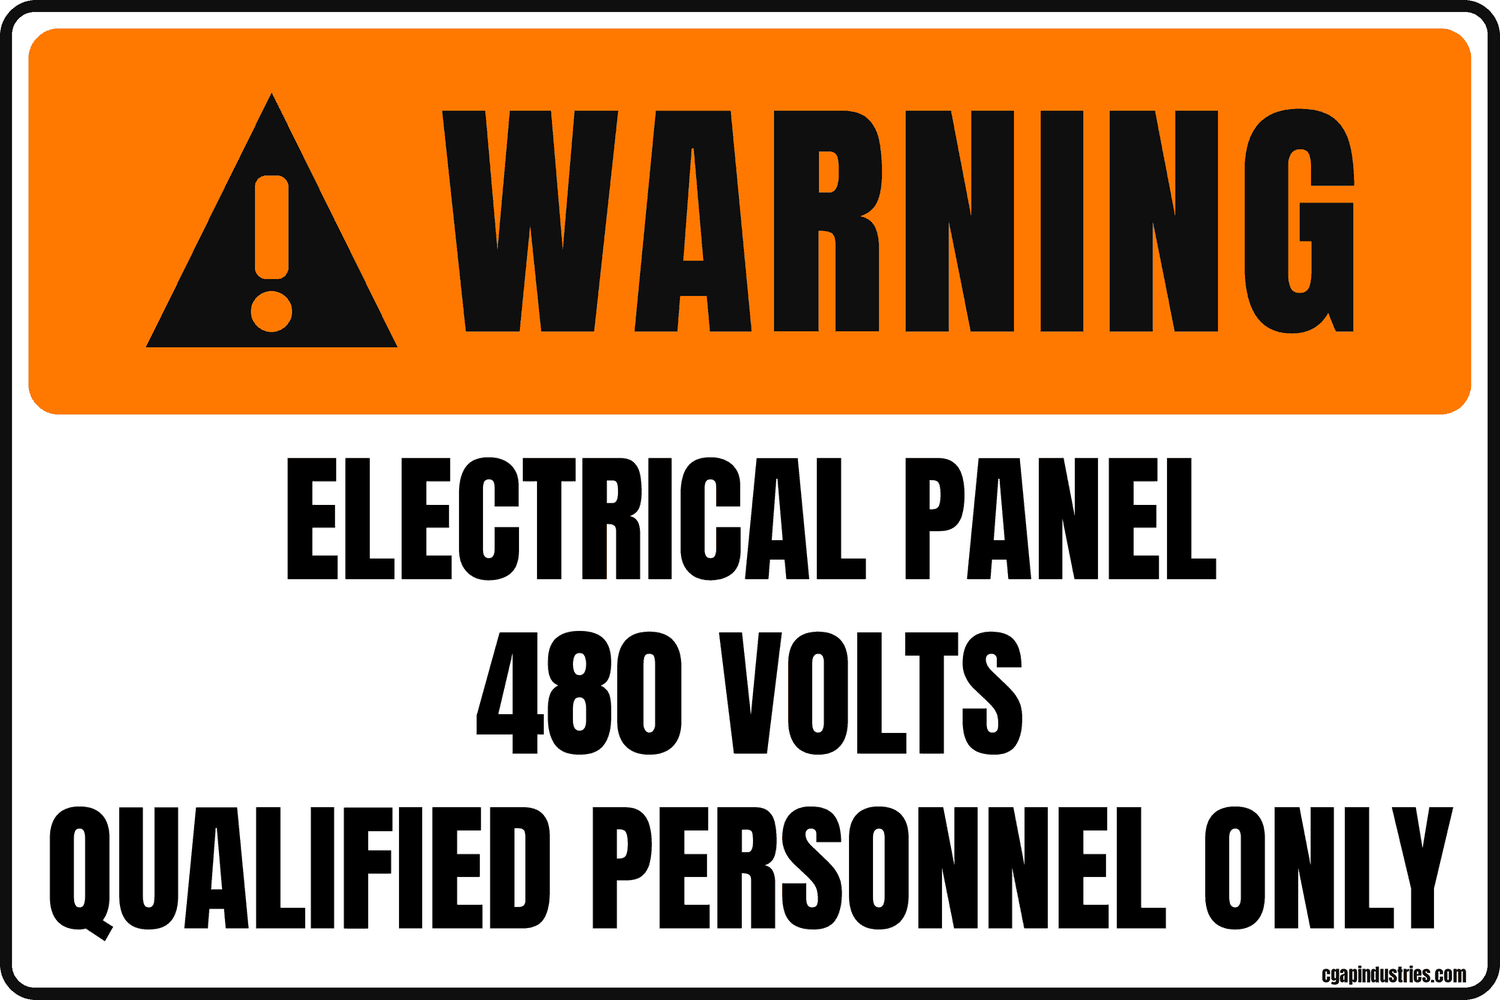 WARNING
ELECTRICAL PANEL
480 VOLTS
QUALIFIED PERSONNEL ONLY
cgapindustries.com